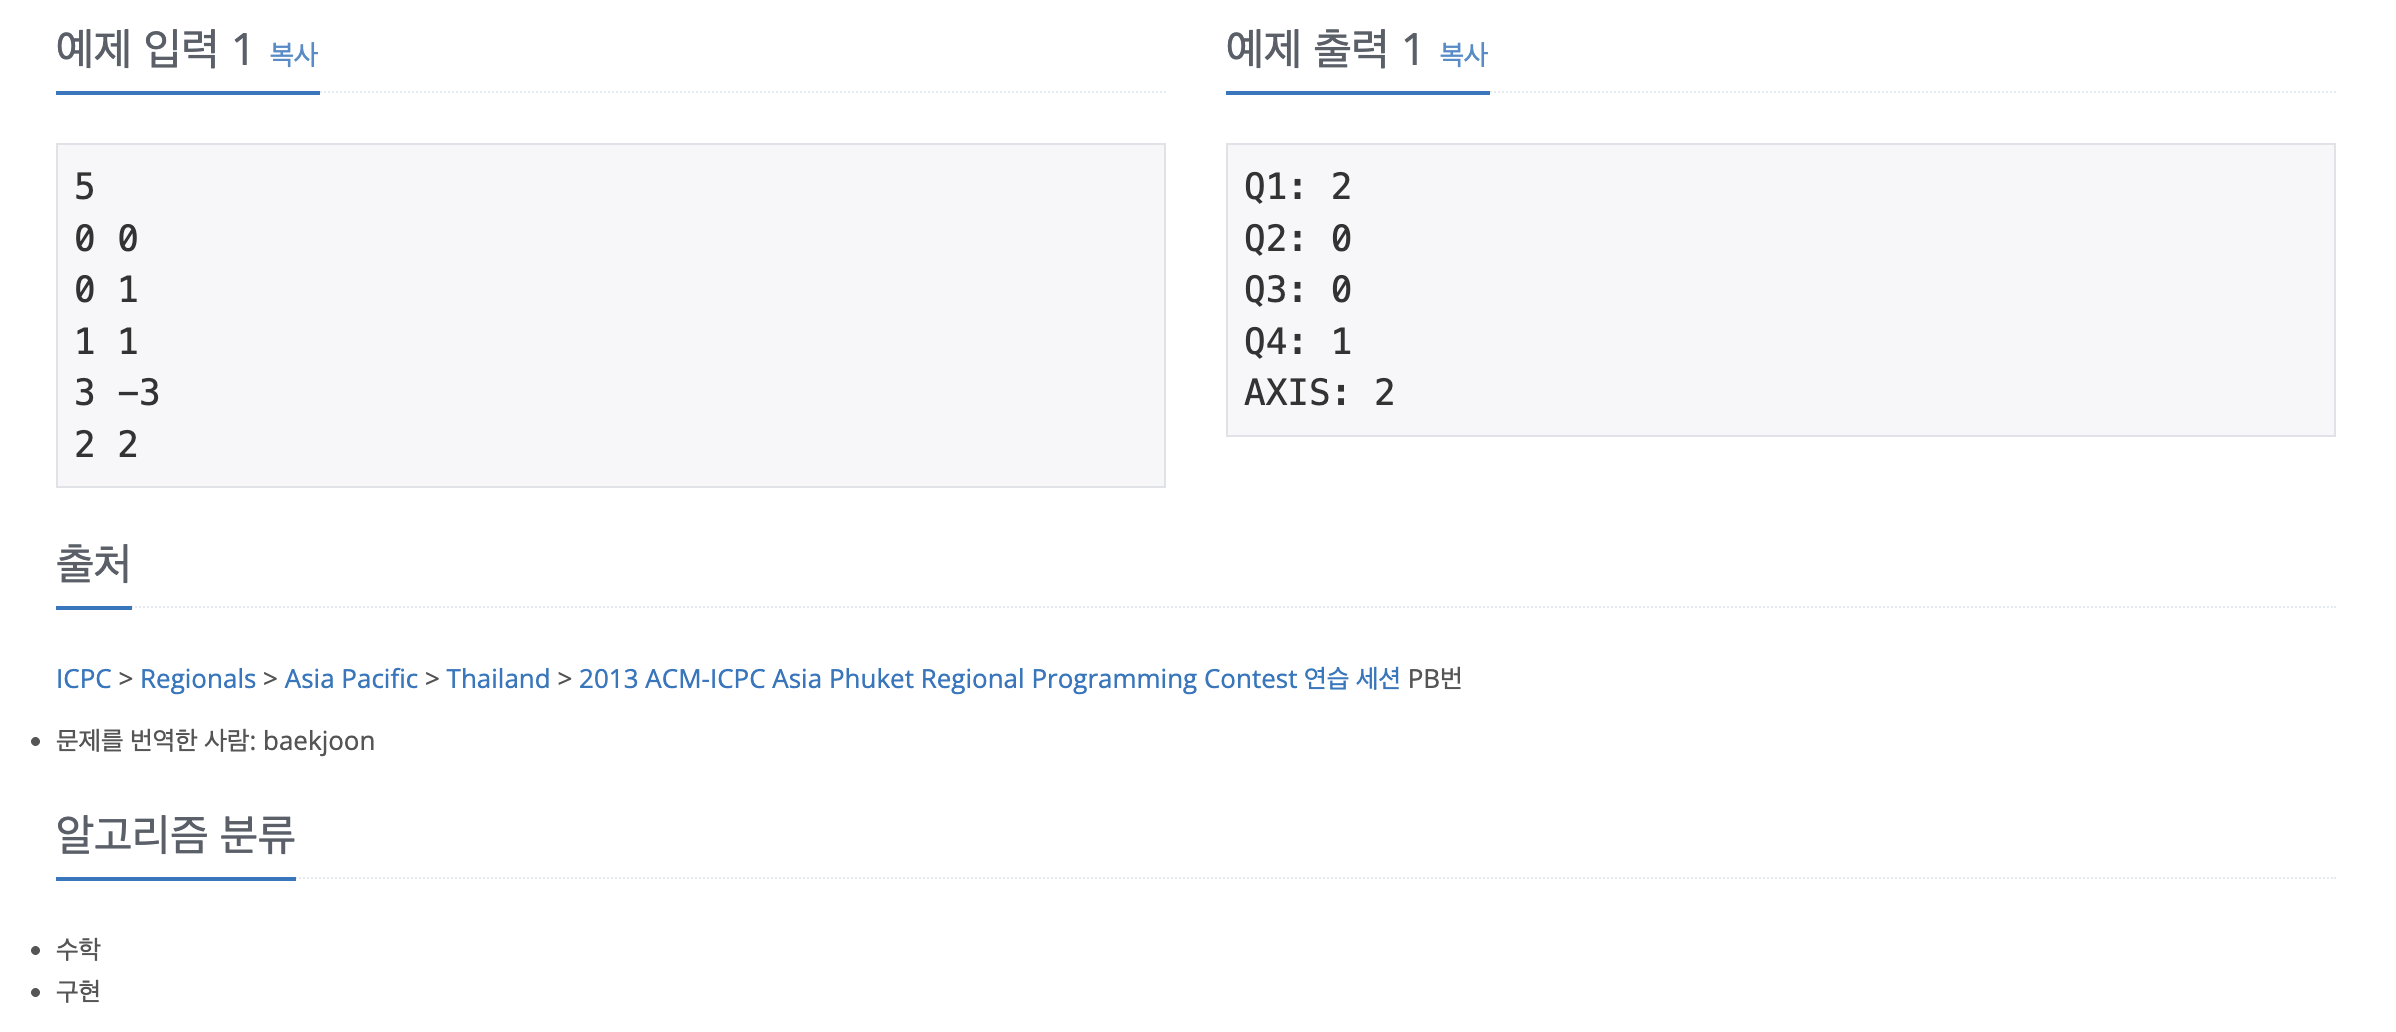 예제 입력 1 복사
5
0 0
0 1
1 1
3 -3
2 2
예제 출력 1 복사
Q1: 2
Q2: 0
Q3: 0
Q4: 1
AXIS: 2
출처
ICPC > Regionals > Asia Pacific > Thailand > 2013 ACM-ICPC Asia Phuket Regional Programming Contest 연습 세션 PB번
• 문제를 번역한 사람: baekjoon
알고리즘 분류
• 수학
• 구현